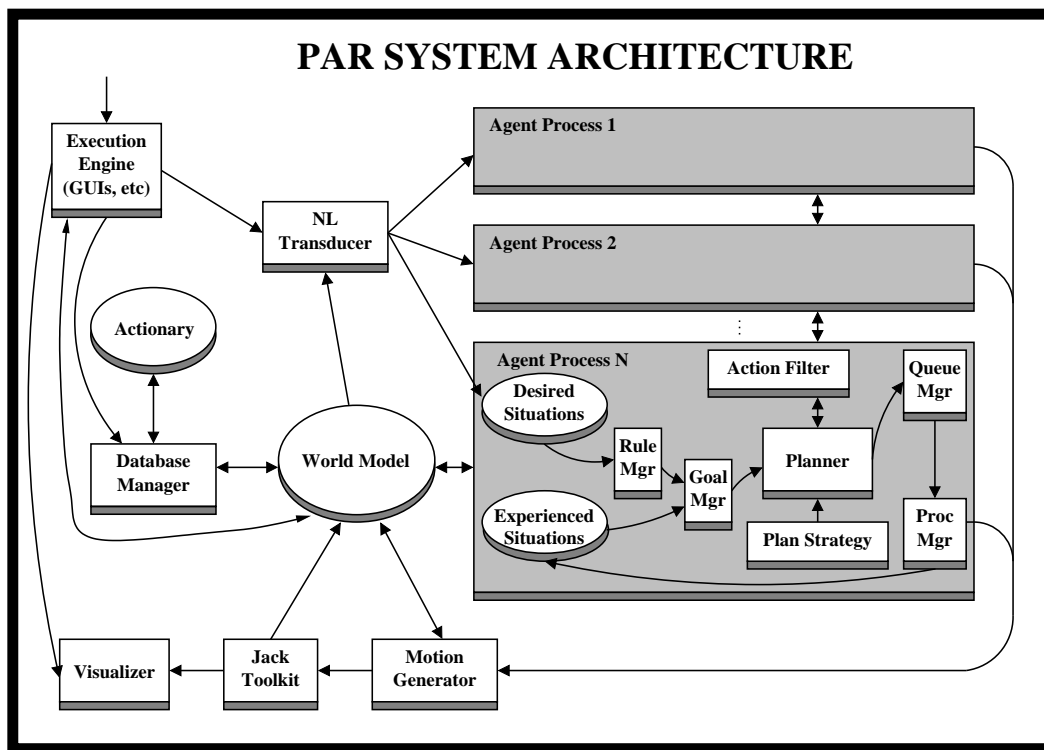 PAR SYSTEM ARCHITECTURE
Execution
Engine
(GUIs, etc)
NL
Transducer
Agent Process 1
Agent Process 2
Actionary
Database
Manager
World Model
Agent Process N
Desired
Situations
Experienced
Situations
Rule
Mgr
Goal
Mgr
Action Filter
Planner
Plan Strategy
Queue
Mgr
Proc
Mgr
Visualizer
Jack
Toolkit
Motion
Generator